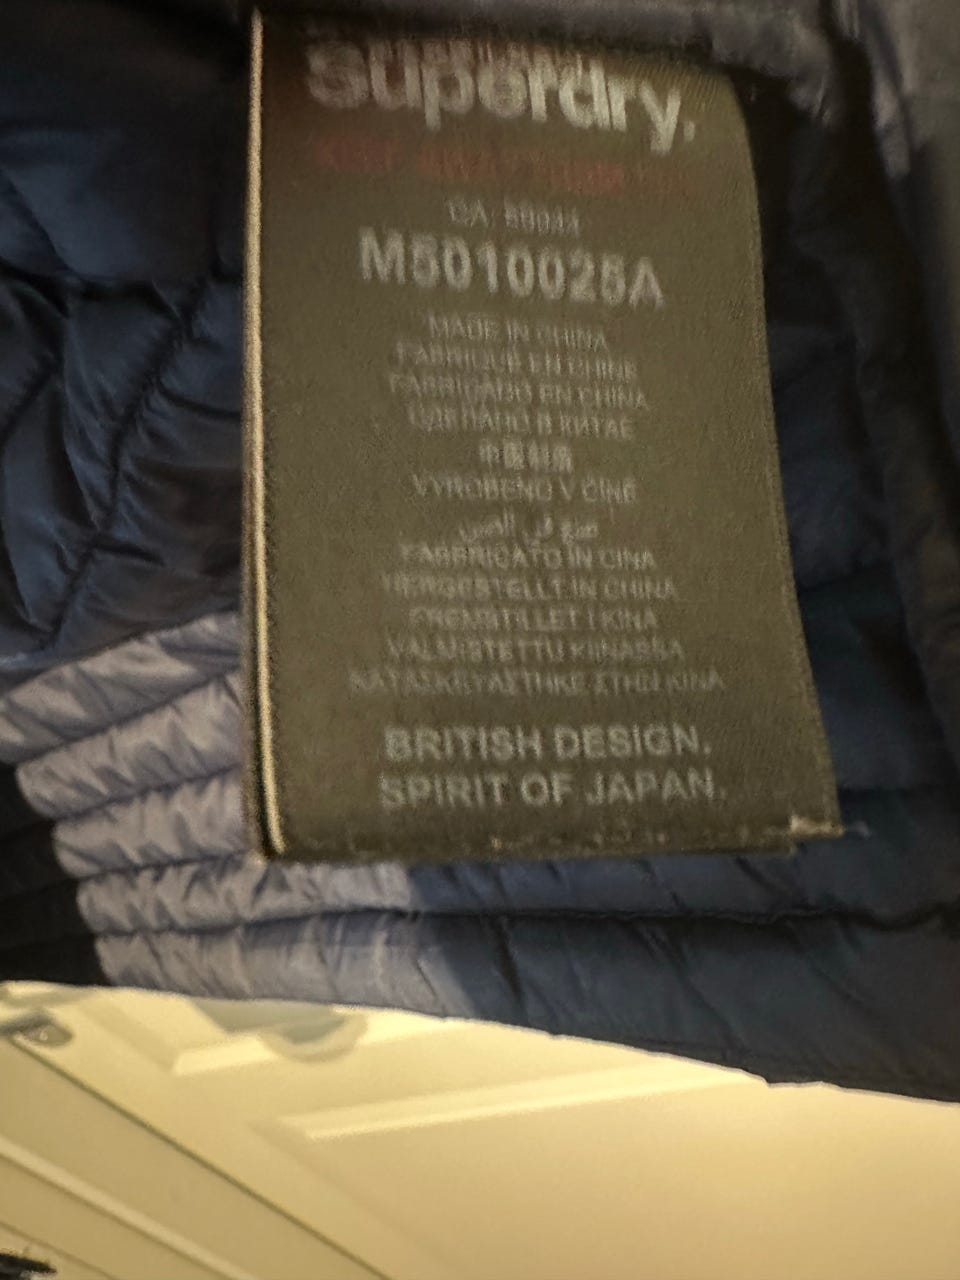 Superdry.
CA: 55044
M5010025A
MADE IN CHINA
FABRIQUE EN CHINE
FABRICADO EN CHINA
СДЕЛАНО В КИТАЕ
中国制造
VYROBENO V ČÍNĚ
صنع في الصين
FABBRICATO IN CINA
HERGESTELLT IN CHINA
FREMSTILLET I KINA
VALMISTETTU KIINASSA
ΚΑΤΑΣΚΕΥΑΣΤΗΚΕ ΣΤΗΝ ΚΙΝΑ
BRITISH DESIGN.
SPIRIT OF JAPAN.